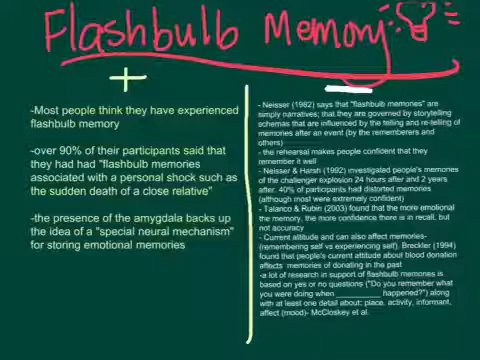 Flashbulb Memory
+
-Most people think they have experienced
flashbulb memory
-over 90% of their participants said that
they had had "flashbulb memories
associated with a personal shock such as
the sudden death of a close relative"
-the presence of the amygdala backs up
the idea of a "special neural mechanism"
for storing emotional memories
- Neisser (1982) says that "flashbulb memories" are
simply narratives; that they are governed by storytelling
schemas that are influenced by the telling and re-telling of
memories after an event (by the rememberers and
others)
- the rehearsal makes people confident that they
remember it well
- Neisser & Harsh (1992) investigated people's memories
of the challenger explosion 24 hours after and 2 years
after. 40% of participants had distorted memories
(although most were extremely confident)
- Talanco & Rubin (2003) found that the more emotional
the memory, the more confidence there is in recall, but
not accuracy
- Current attitude and can also affect memories-
(remembering self vs experiencing self). Breckler (1994)
found that people's current attitude about blood donation
affects memories of donating in the past
-a lot of research in support of flashbulb memories is
based on yes or no questions ("Do you remember what
you were doing when __________ happened?") along
with at least one detail about: place, activity, informant,
affect (mood)- McCloskey et al.